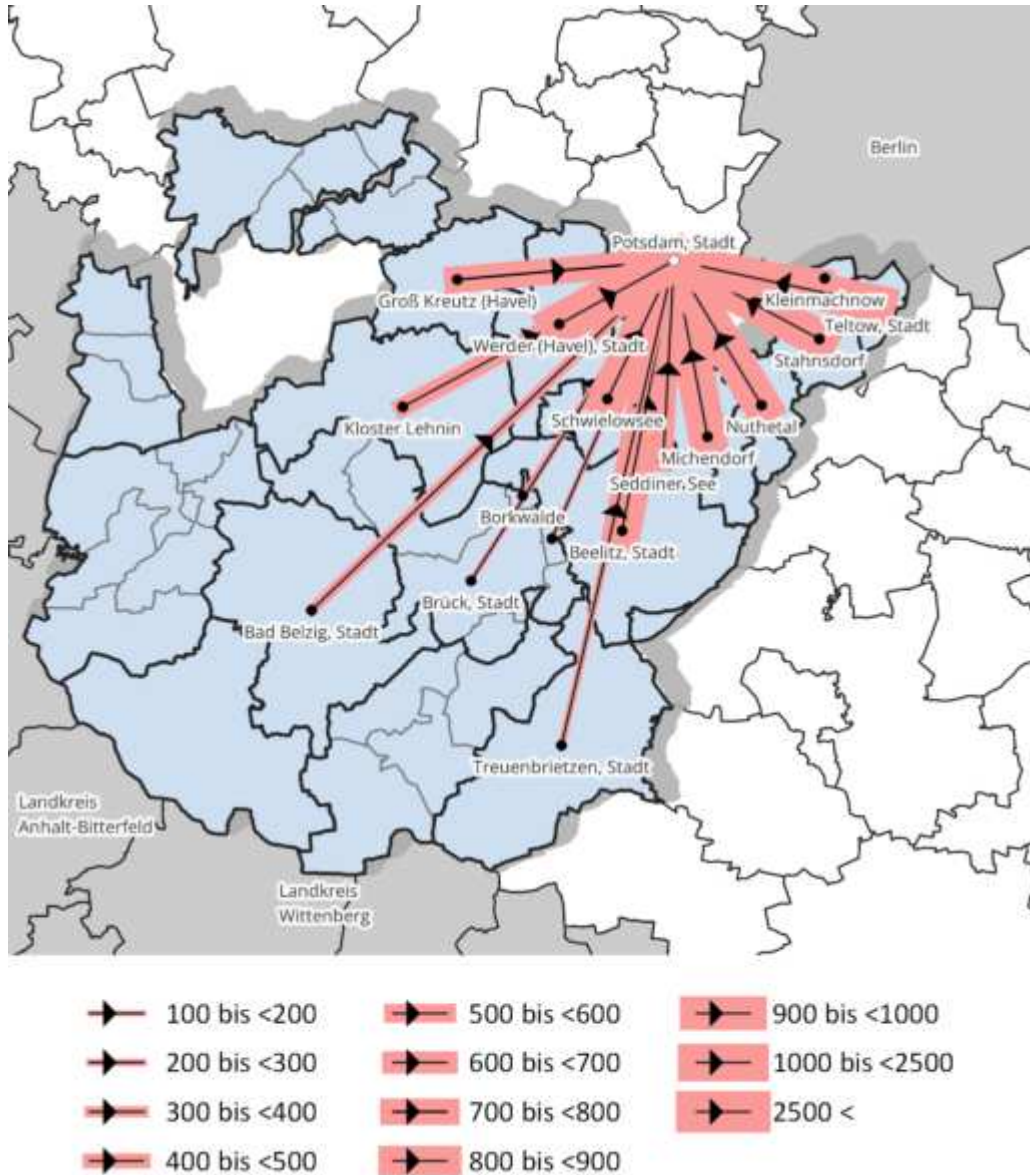 Berlin
Potsdam, Stadt
Groß Kreutz (Havel)
Kleinmachnow
Teltow, Stadt
Werder (Havel), Stadt
Stahnsdorf
Schwielowsee
Nuthetal
Kloster Lehnin
Michendorf
Seddiner See
Borkwalde
Beelitz, Stadt
Brück, Stadt
Bad Belzig, Stadt
Treuenbrietzen, Stadt
Landkreis
Anhalt-Bitterfeld
Landkreis
Wittenberg
100 bis <200
500 bis <600
900 bis <1000
200 bis <300
600 bis <700
1000 bis <2500
300 bis <400
700 bis <800
2500 <
400 bis <500
800 bis <900